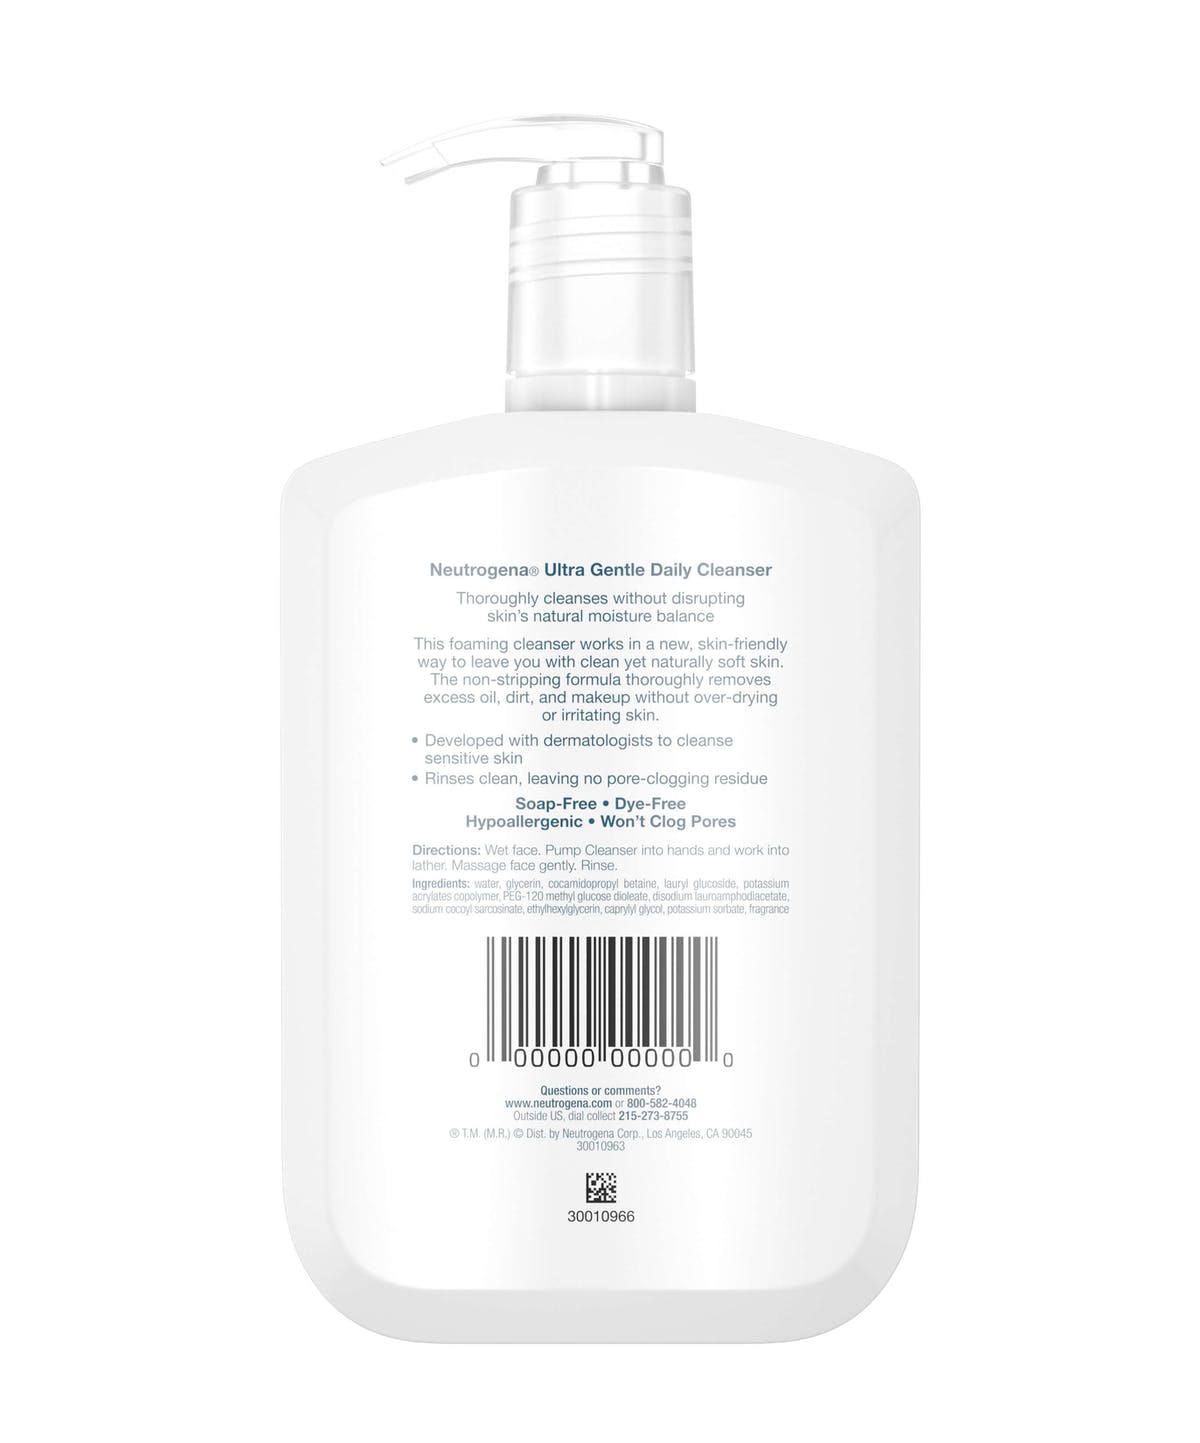 Neutrogena® Ultra Gentle Daily Cleanser
Thoroughly cleanses without disrupting
skin's natural moisture balance
This foaming cleanser works in a new, skin-friendly
way to leave you with clean yet naturally soft skin.
The non-stripping formula thoroughly removes
excess oil, dirt, and makeup without over-drying
or irritating skin.
• Developed with dermatologists to cleanse
sensitive skin
• Rinses clean, leaving no pore-clogging residue
Soap-Free • Dye-Free
Hypoallergenic • Won't Clog Pores
Directions: Wet face. Pump Cleanser into hands and work into
lather. Massage face gently. Rinse.
Ingredients: water, glycerin, cocamidopropyl betaine, lauryl glucoside, potassium
acrylates copolymer, PEG-120 methyl glucose dioleate, disodium lauroamphodiacetate,
sodium cocoyl sarcosinate, ethylhexylglycerin, caprylyl glycol, potassium sorbate, fragrance
0 00000 00000 0
Questions or comments?
www.neutrogena.com or 800-582-4048
Outside US, dial collect 215-273-8755
® T.M. (M.R.) © Dist. by Neutrogena Corp., Los Angeles, CA 90045
30010963
30010966